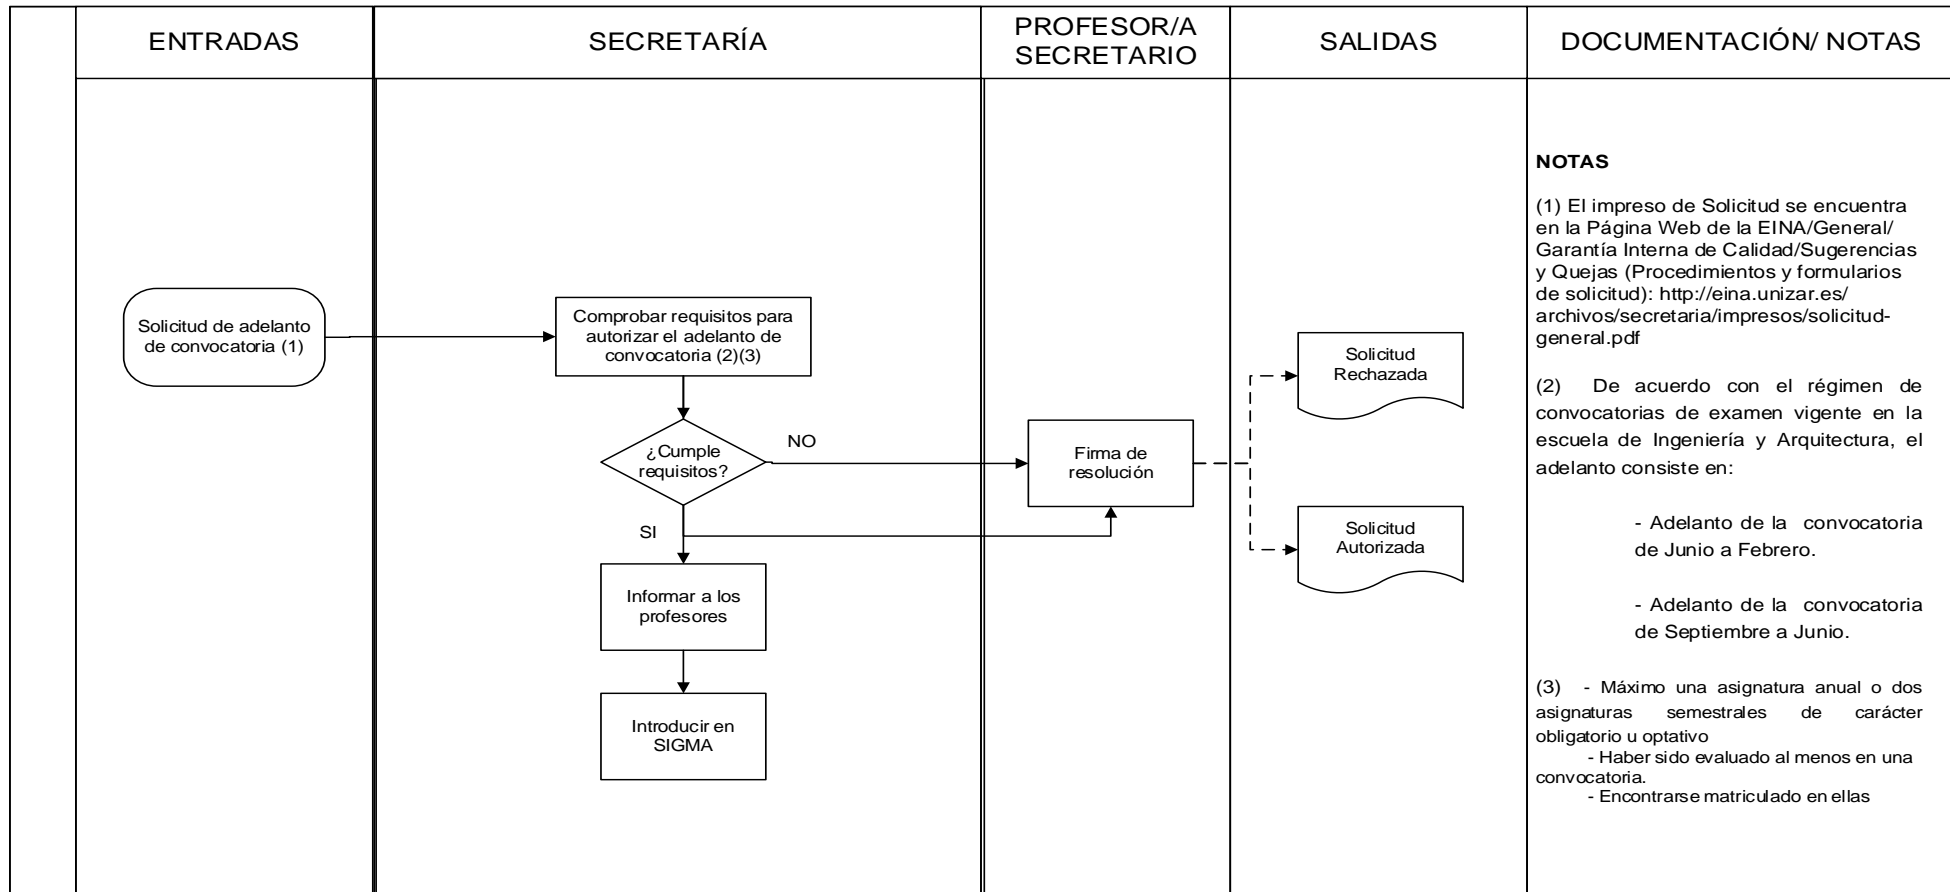 ENTRADAS
SECRETARÍA
PROFESOR/A
SECRETARIO
SALIDAS
DOCUMENTACIÓN/ NOTAS
Solicitud de adelanto
de convocatoria (1)
Comprobar requisitos para
autorizar el adelanto de
convocatoria (2)(3)
¿Cumple
requisitos?
NO
SI
Informar a los
profesores
Introducir en
SIGMA
Firma de
resolución
Solicitud
Rechazada
Solicitud
Autorizada
NOTAS
(1) El impreso de Solicitud se encuentra
en la Página Web de la EINA/General/
Garantía Interna de Calidad/Sugerencias
y Quejas (Procedimientos y formularios
de solicitud): http://eina.unizar.es/
archivos/secretaria/impresos/solicitud-
general.pdf
(2) De acuerdo con el régimen de
convocatorias de examen vigente en la
escuela de Ingeniería y Arquitectura, el
adelanto consiste en:
- Adelanto de la convocatoria
de Junio a Febrero.
- Adelanto de la convocatoria
de Septiembre a Junio.
(3) - Máximo una asignatura anual o dos
asignaturas semestrales de carácter
obligatorio u optativo
- Haber sido evaluado al menos en una
convocatoria.
- Encontrarse matriculado en ellas